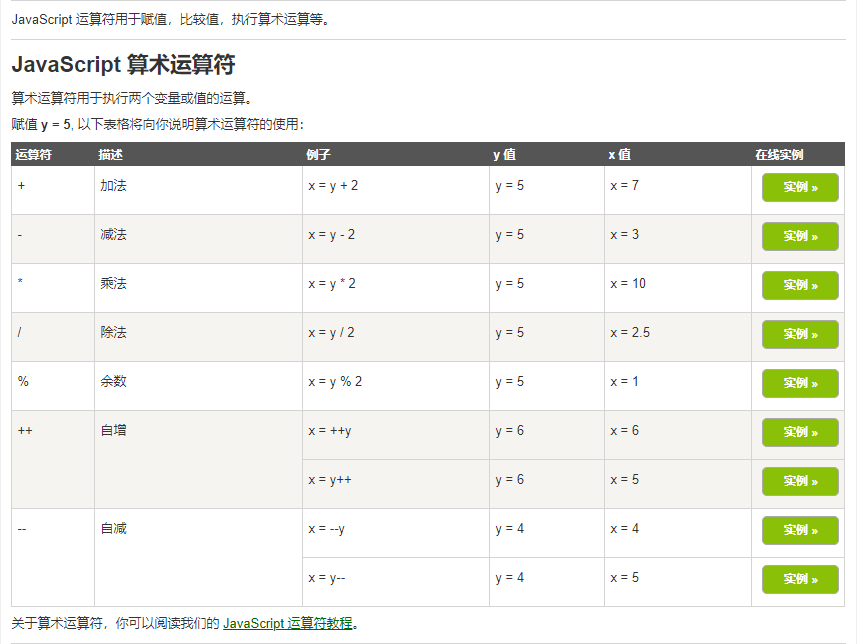 JavaScript 运算符用于赋值，比较值，执行算术运算等。
JavaScript 算术运算符
算术运算符用于执行两个变量或值的运算。
赋值 y = 5, 以下表格将向你说明算术运算符的使用：
运算符 描述 例子 y 值 x 值 在线实例
+ 加法 x = y + 2 y = 5 x = 7 实例 »
- 减法 x = y - 2 y = 5 x = 3 实例 »
* 乘法 x = y * 2 y = 5 x = 10 实例 »
/ 除法 x = y / 2 y = 5 x = 2.5 实例 »
% 余数 x = y % 2 y = 5 x = 1 实例 »
++ 自增 x = ++y y = 6 x = 6 实例 »
x = y++ y = 6 x = 5 实例 »
-- 自减 x = --y y = 4 x = 4 实例 »
x = y-- y = 4 x = 5 实例 »
关于算术运算符，你可以阅读我们的 JavaScript 运算符教程。